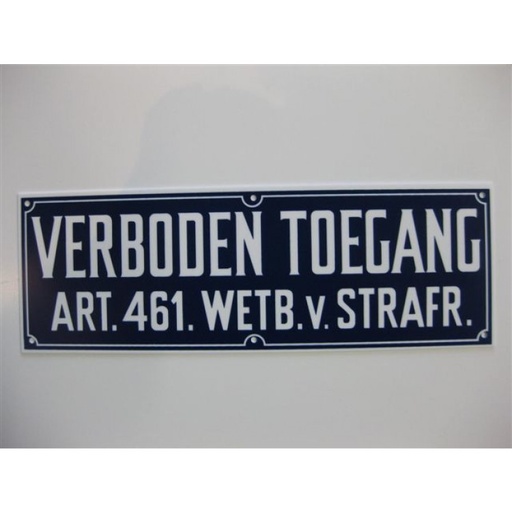 VERBODEN TOEGANG
ART. 461. WETB. v. STRAFR.